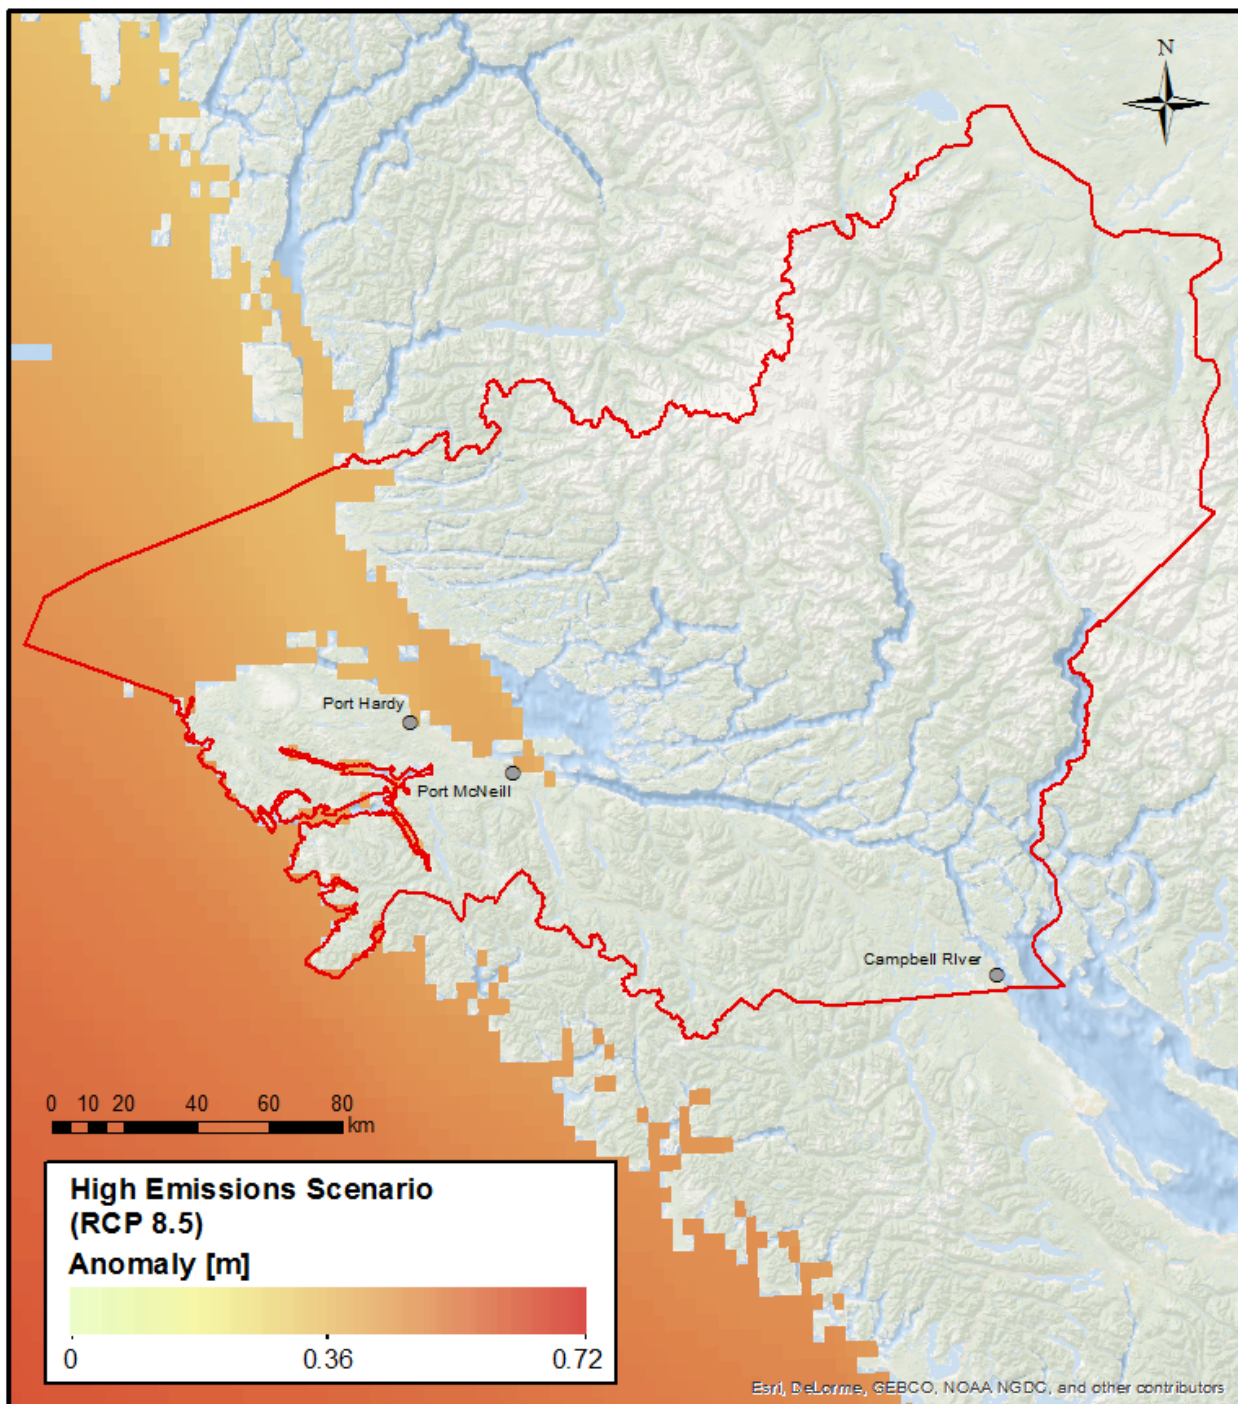 N
Port Hardy
Port McNeill
Campbell RIver
0 10 20 40 60 80
km
High Emissions Scenario
(RCP 8.5)
Anomaly [m]
0 0.36 0.72
Esri, DeLorme, GEBCO, NOAA NGDC, and other contributors